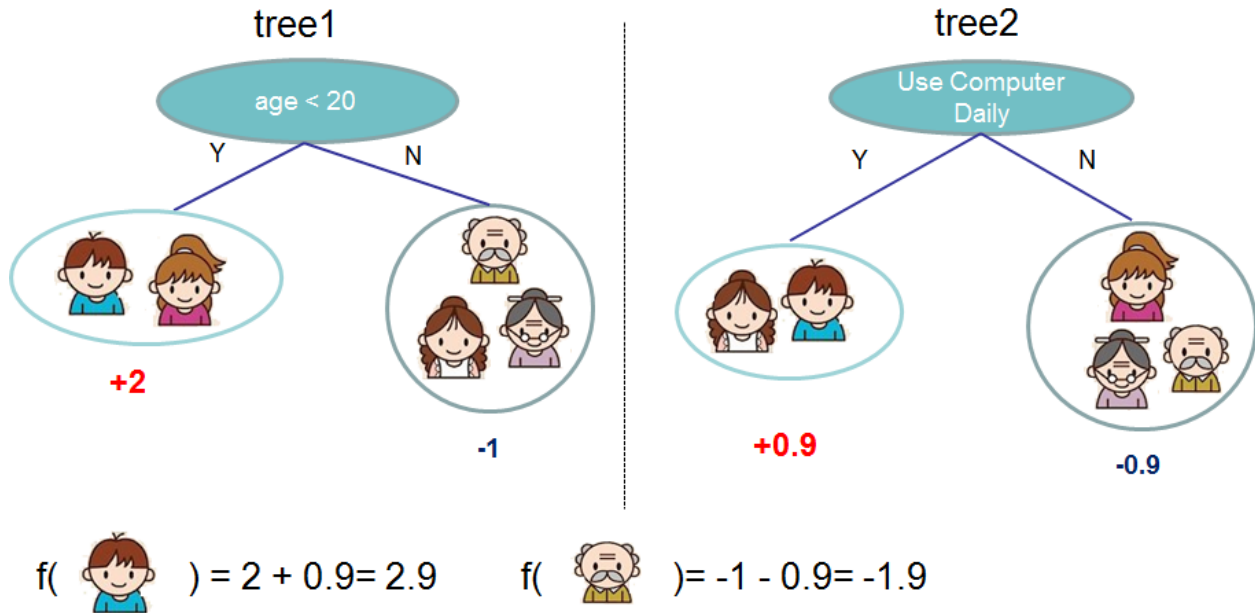 tree1
tree2
age < 20
Use Computer
Daily
Y
N
Y
N
+2
-1
+0.9
-0.9
f( ) = 2 + 0.9= 2.9
f( )= -1 - 0.9= -1.9